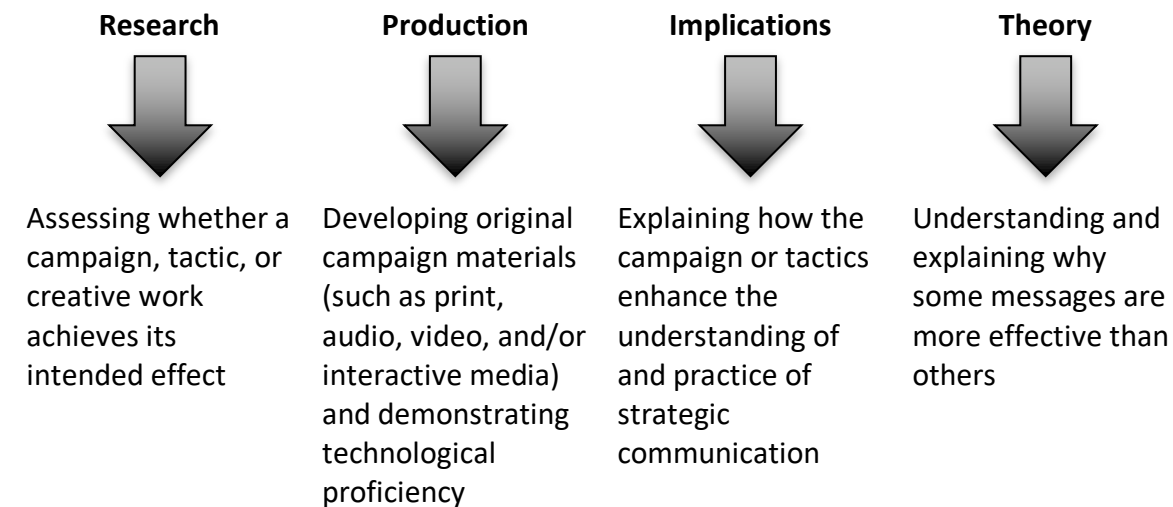 Research
Assessing whether a
campaign, tactic, or
creative work
achieves its
intended effect
Production
Developing original
campaign materials
(such as print,
audio, video, and/or
interactive media)
and demonstrating
technological
proficiency
Implications
Explaining how the
campaign or tactics
enhance the
understanding of
and practice of
strategic
communication
Theory
Understanding and
explaining why
some messages are
more effective than
others